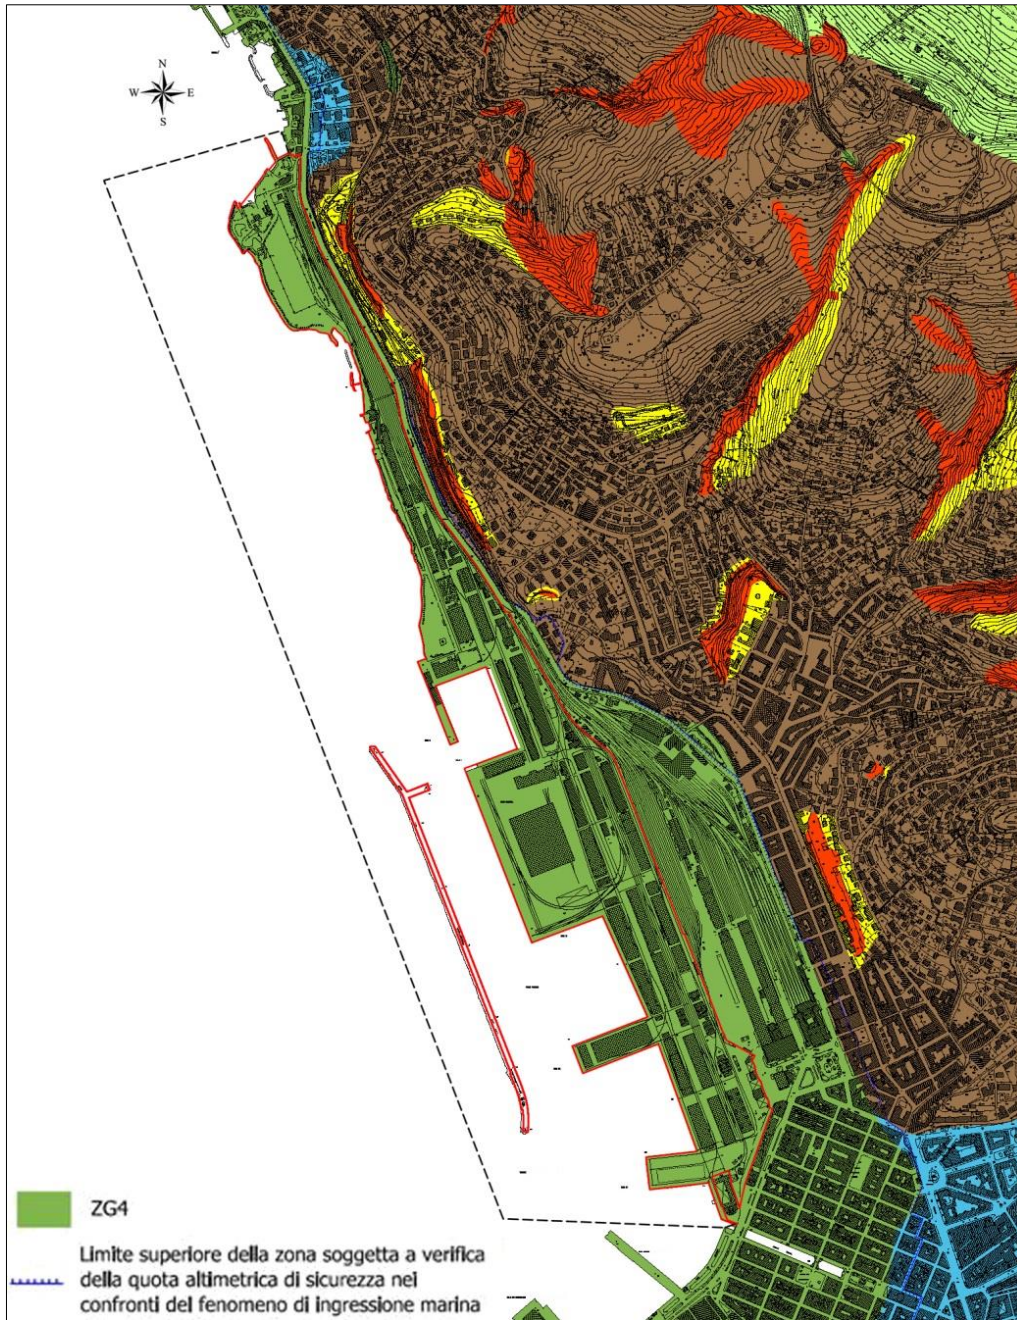 N
W E
S
ZG4
Limite superiore della zona soggetta a verifica
della quota altimetrica di sicurezza nei
confronti del fenomeno di ingressione marina